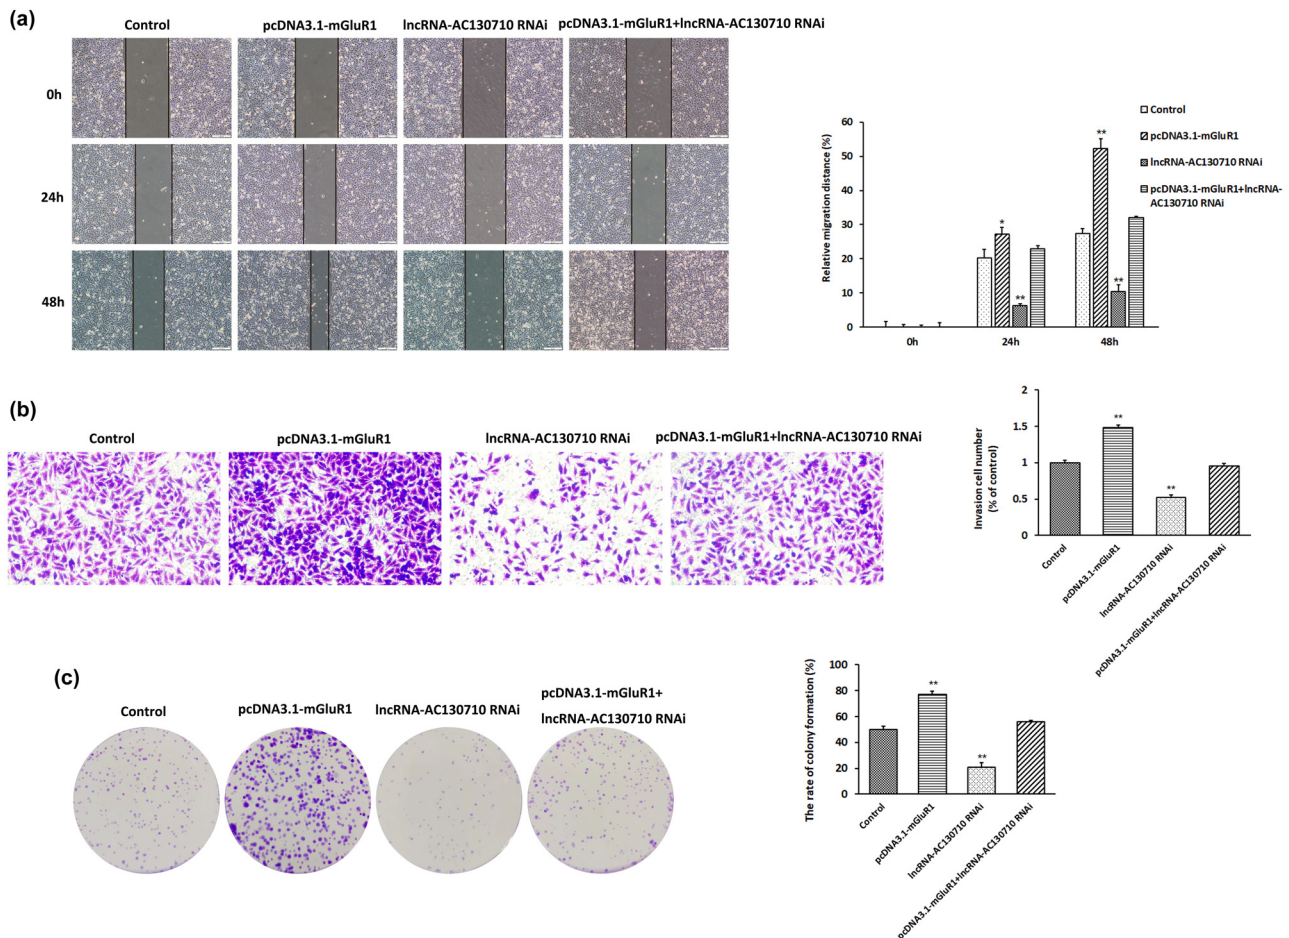 (a)
Control
pcDNA3.1-mGluR1
lncRNA-AC130710 RNAi
pcDNA3.1-mGluR1+lncRNA-AC130710 RNAi
0h
24h
48h
Control
pcDNA3.1-mGluR1
lncRNA-AC130710 RNAi
pcDNA3.1-mGluR1+lncRNA-
AC130710 RNAi
Relative migration distance (%)
60
50
40
30
20
10
0
*
**
**
**
0h
24h
48h
(b)
Control
pcDNA3.1-mGluR1
lncRNA-AC130710 RNAi
pcDNA3.1-mGluR1+lncRNA-AC130710 RNAi
Invasion cell number
(% of control)
2
1.5
1
0.5
0
**
**
Control
pcDNA3.1-mGluR1
lncRNA-AC130710 RNAi
pcDNA3.1-mGluR1+lncRNA-AC130710 RNAi
(c)
Control
pcDNA3.1-mGluR1
lncRNA-AC130710 RNAi
pcDNA3.1-mGluR1+
lncRNA-AC130710 RNAi
The rate of colony formation (%)
100
80
60
40
20
0
**
**
Control
pcDNA3.1-mGluR1
lncRNA-AC130710 RNAi
pcDNA3.1-mGluR1+lncRNA-AC130710 RNAi